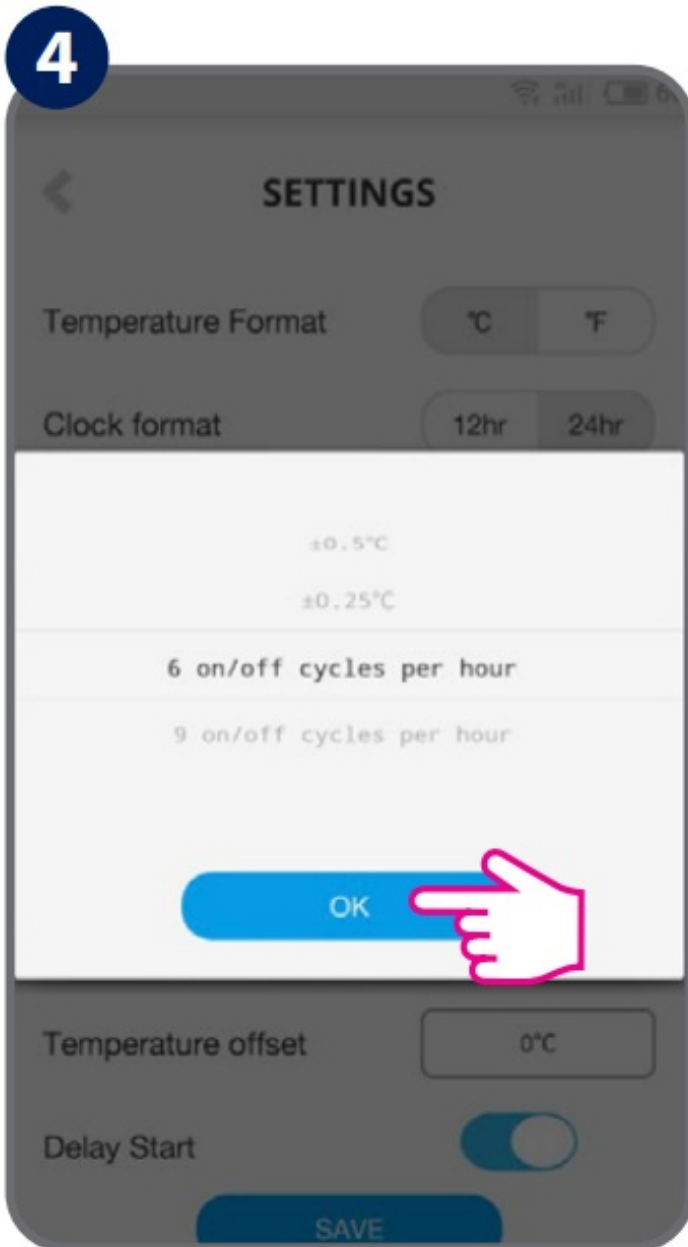 4
SETTINGS
Temperature Format °C °F
Clock format 12hr 24hr
±0.5°C
±0.25°C
6 on/off cycles per hour
9 on/off cycles per hour
OK
Temperature offset 0°C
Delay Start
SAVE